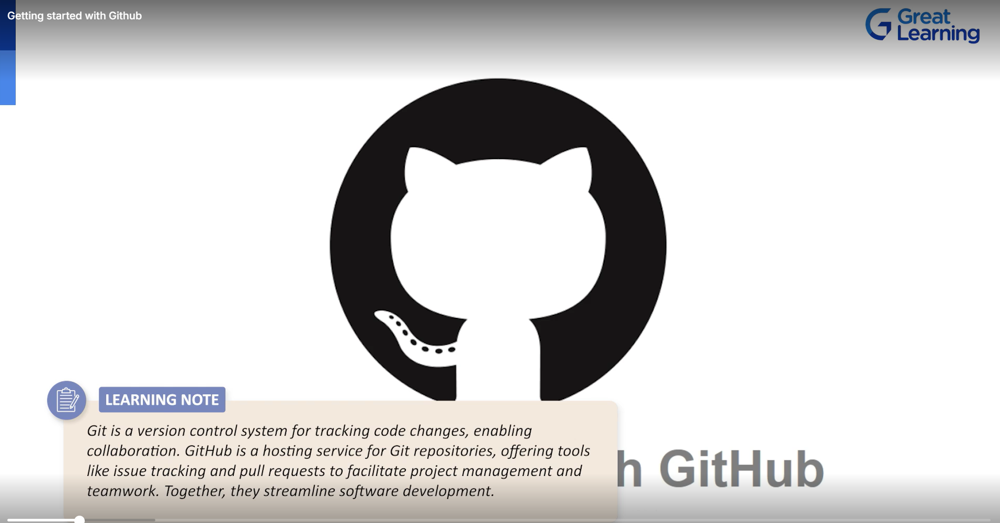 Getting started with Github
Great
Learning
LEARNING NOTE
Git is a version control system for tracking code changes, enabling
collaboration. GitHub is a hosting service for Git repositories, offering tools
like issue tracking and pull requests to facilitate project management and
teamwork. Together, they streamline software development.
h GitHub